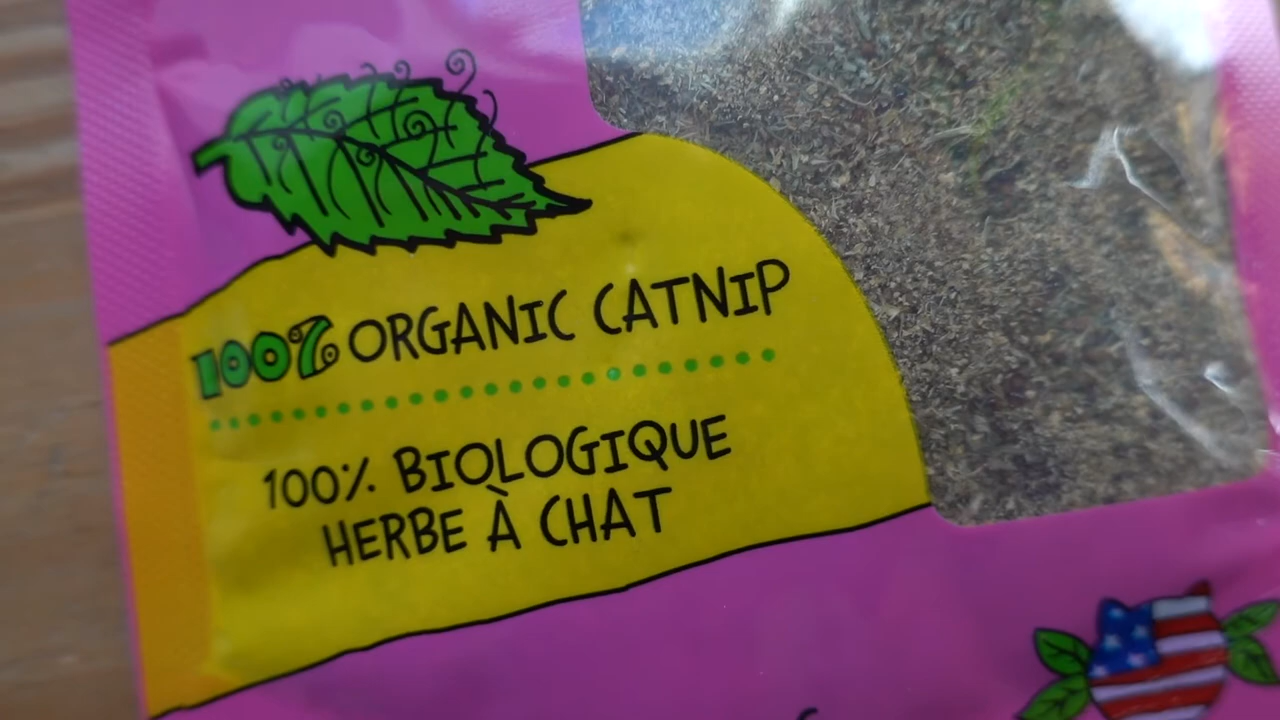 100% ORGANIC CATNIP
100% BIOLOGIQUE
HERBE À CHAT